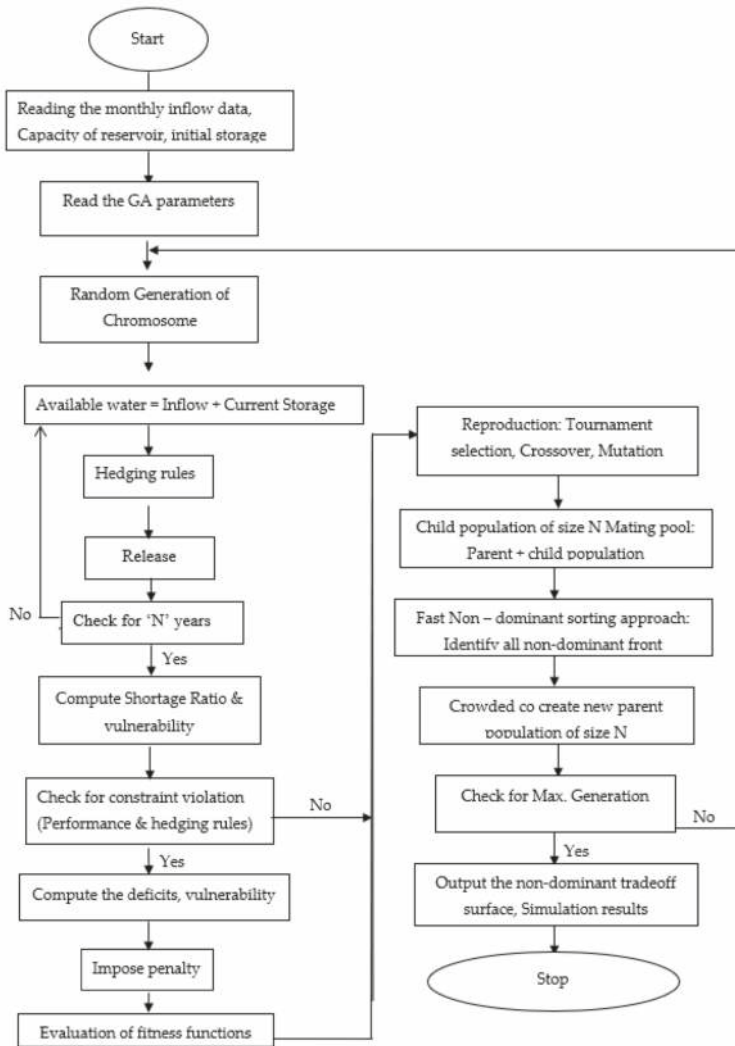 Start
Reading the monthly inflow data,
Capacity of reservoir, initial storage
Read the GA parameters
Random Generation of
Chromosome
Available water = Inflow + Current Storage
Hedging rules
Release
No
Check for ‘N’ years
Yes
Compute Shortage Ratio &
vulnerability
Check for constraint violation
(Performance & hedging rules)
No
Yes
Compute the deficits, vulnerability
Impose penalty
Evaluation of fitness functions
Reproduction: Tournament
selection, Crossover, Mutation
Child population of size N Mating pool:
Parent + child population
Fast Non – dominant sorting approach:
Identify all non-dominant front
Crowded co create new parent
population of size N
Check for Max. Generation
No
Yes
Output the non-dominant tradeoff
surface, Simulation results
Stop